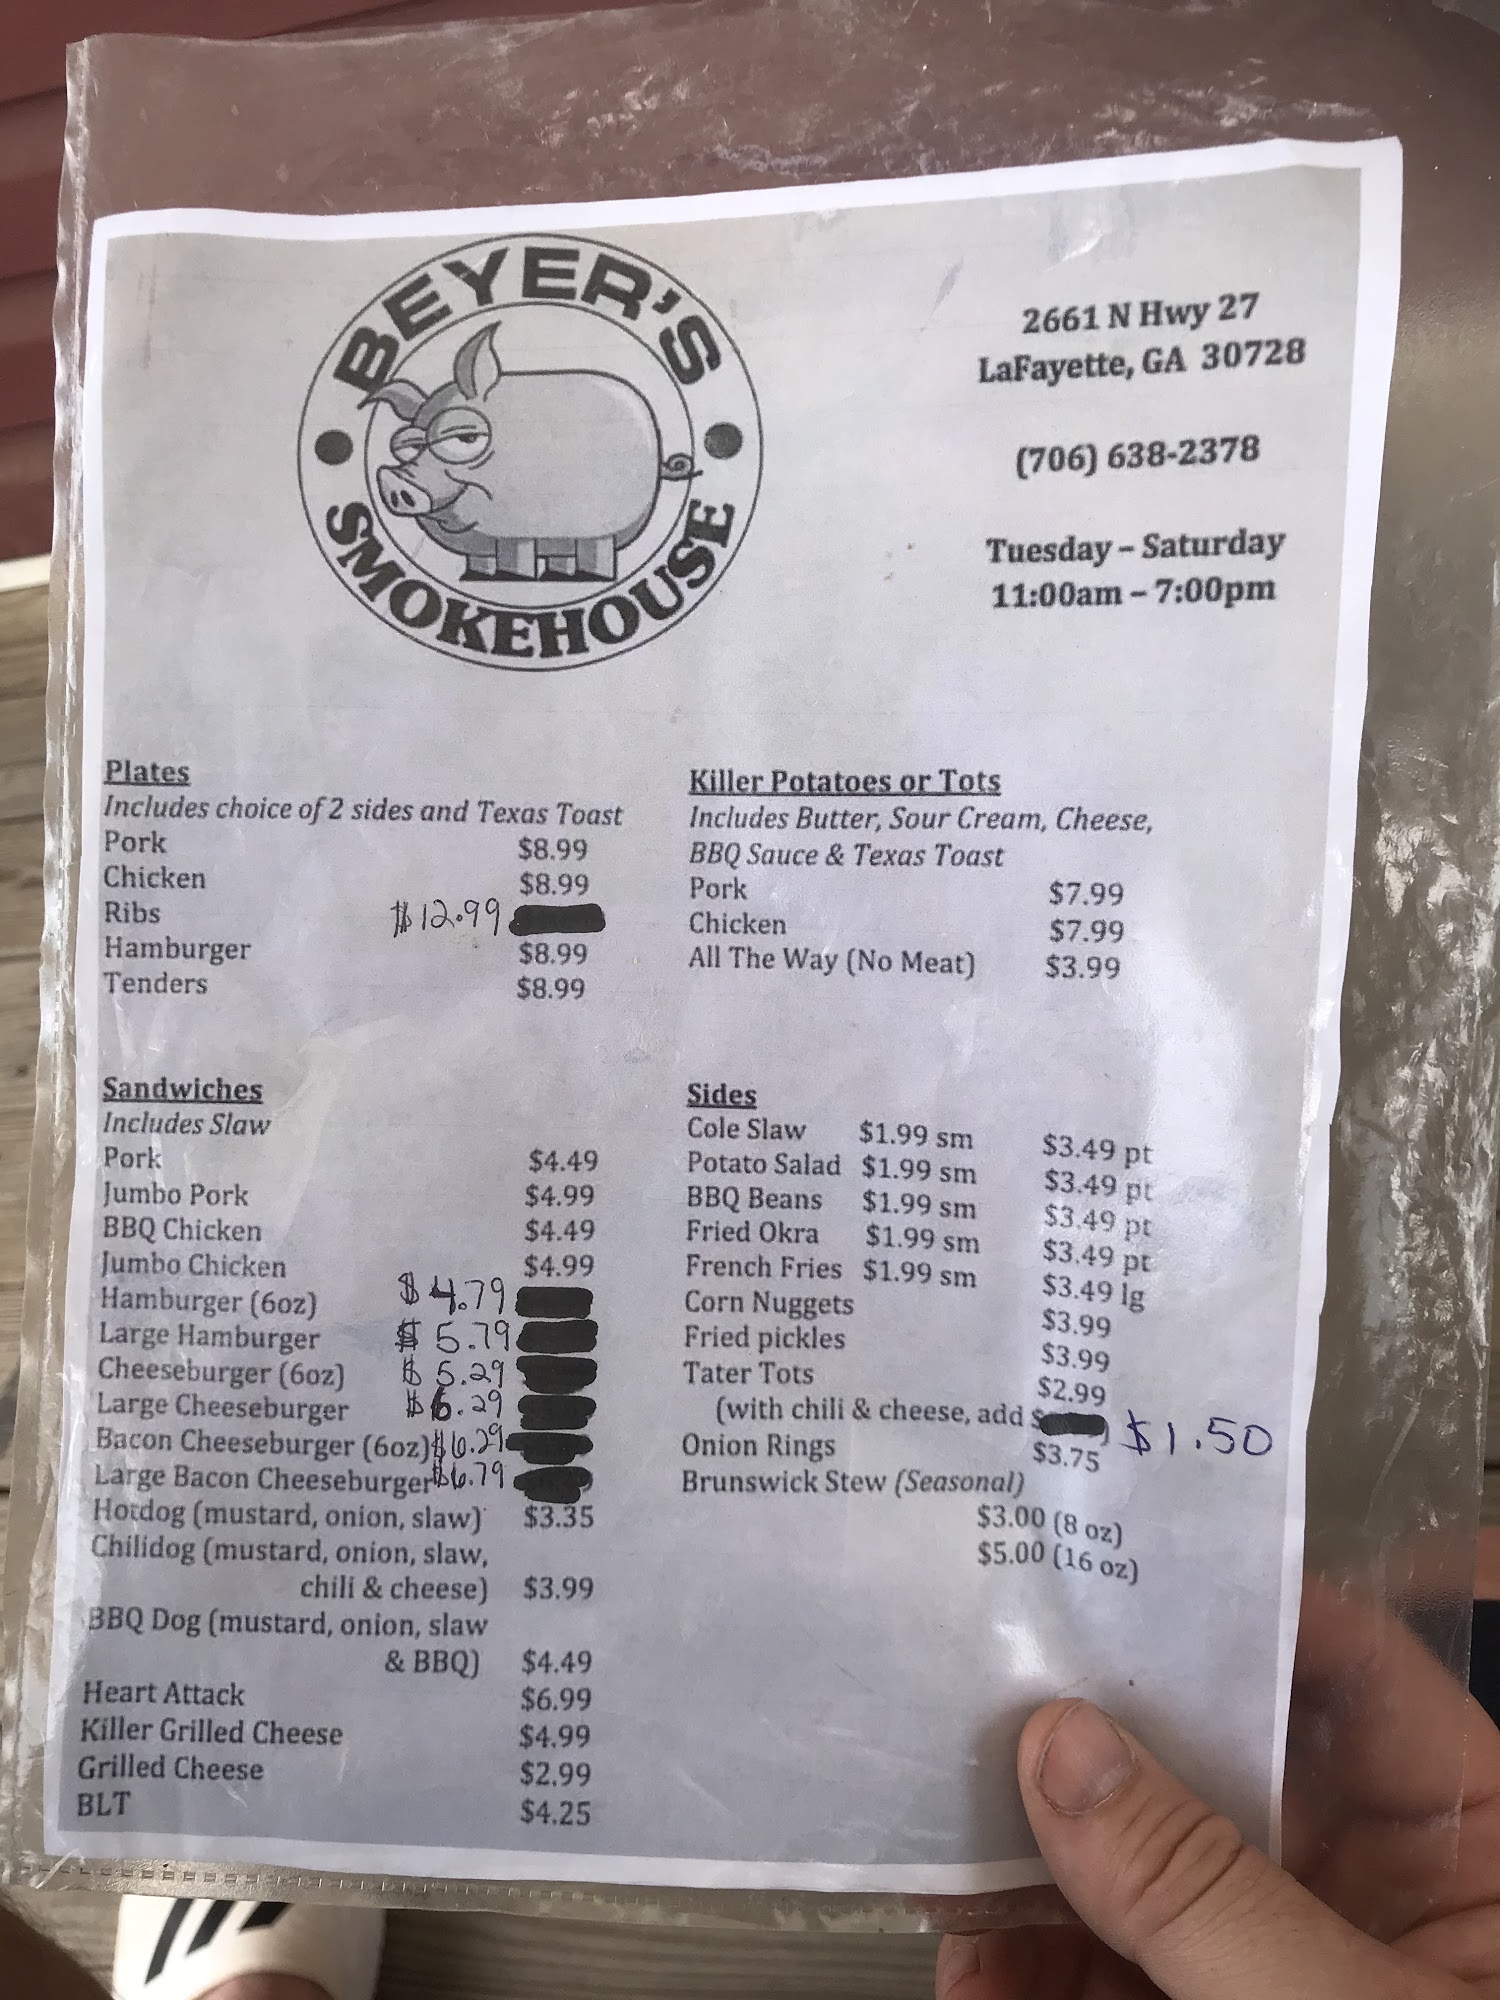 BEYER'S
SMOKEHOUSE
2661 N Hwy 27
LaFayette, GA 30728
(706) 638-2378
Tuesday – Saturday
11:00am – 7:00pm
Plates
Includes choice of 2 sides and Texas Toast
Pork $8.99
Chicken $8.99
Ribs $12.99
Hamburger $8.99
Tenders $8.99
Killer Potatoes or Tots
Includes Butter, Sour Cream, Cheese,
BBQ Sauce & Texas Toast
Pork $7.99
Chicken $7.99
All The Way (No Meat) $3.99
Sandwiches
Includes Slaw
Pork $4.49
Jumbo Pork $4.99
BBQ Chicken $4.49
Jumbo Chicken $4.99
Hamburger (6oz) $4.79
Large Hamburger $5.79
Cheeseburger (6oz) $5.29
Large Cheeseburger $6.29
Bacon Cheeseburger (6oz) $6.29
Large Bacon Cheeseburger $6.79
Hotdog (mustard, onion, slaw) $3.35
Chilidog (mustard, onion, slaw,
chili & cheese) $3.99
BBQ Dog (mustard, onion, slaw
& BBQ) $4.49
Heart Attack $6.99
Killer Grilled Cheese $4.99
Grilled Cheese $2.99
BLT $4.25
Sides
Cole Slaw $1.99 sm $3.49 pt
Potato Salad $1.99 sm $3.49 pt
BBQ Beans $1.99 sm $3.49 pt
Fried Okra $1.99 sm $3.49 pt
French Fries $1.99 sm $3.49 lg
Corn Nuggets $3.99
Fried pickles $3.99
Tater Tots $2.99
(with chili & cheese, add $ ) $1.50
Onion Rings $3.75
Brunswick Stew (Seasonal)
$3.00 (8 oz)
$5.00 (16 oz)